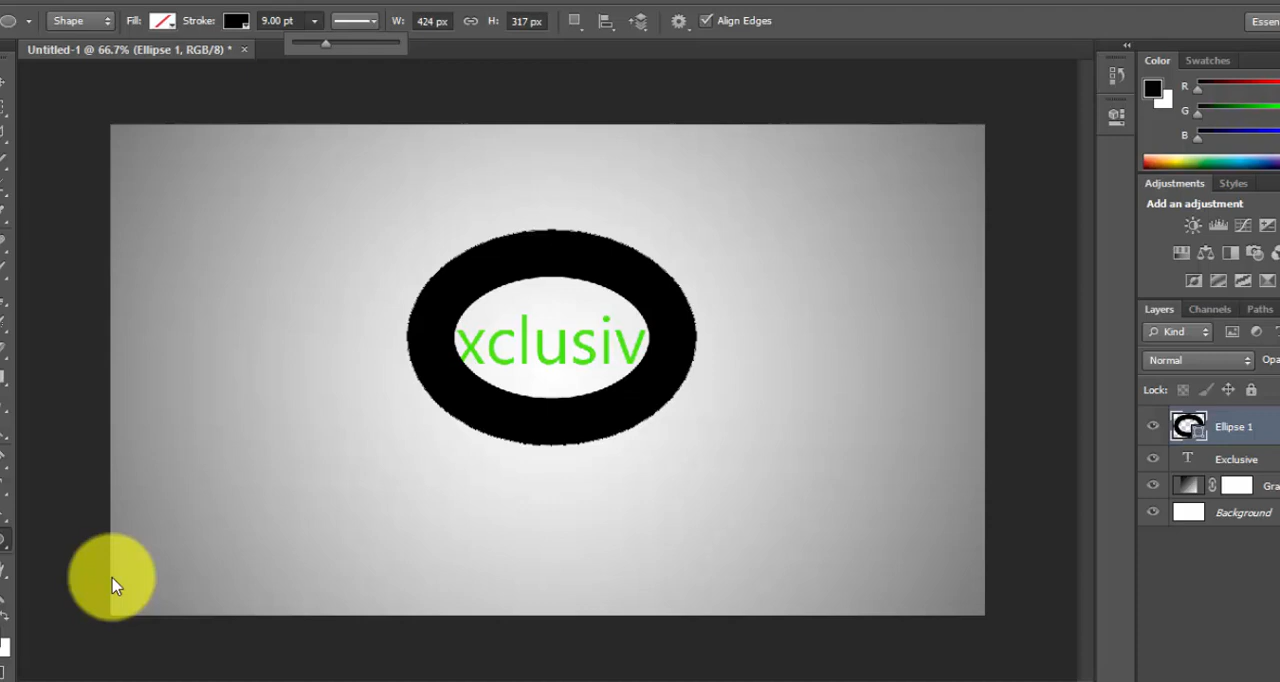 Shape Fill: Stroke: 9.00 pt W: 424 px H: 317 px Align Edges Essen
Untitled-1 @ 66.7% (Ellipse 1, RGB/8) * ×
Color Swatches
R
G
B
Adjustments Styles
Add an adjustment
xclusiv
Layers Channels Paths
Kind
Normal Opa
Lock:
Ellipse 1
T Exclusive
Gra
Background